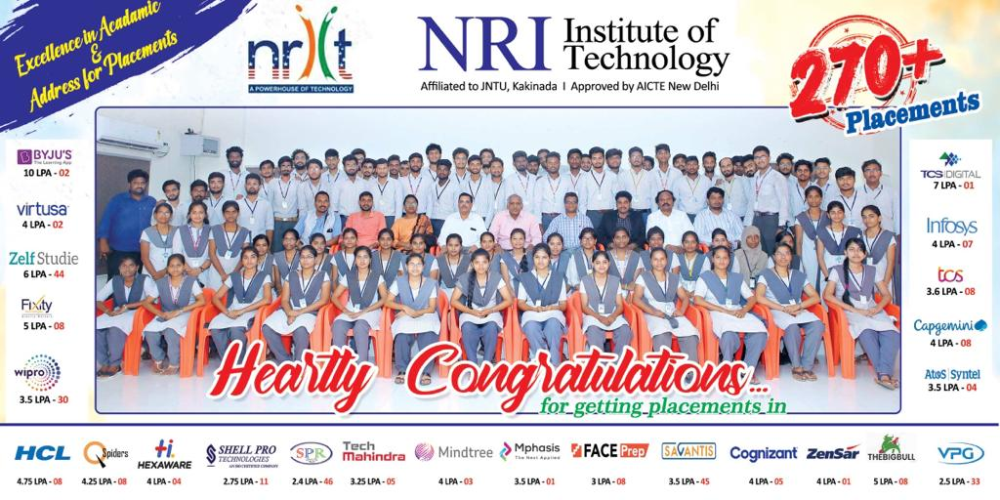 Excellence in Acadamic
&
Address for Placements
nriit
A POWERHOUSE OF TECHNOLOGY
NRI Institute of
Technology
Affiliated to JNTU, Kakinada I Approved by AICTE New Delhi
270+
Placements
BYJU'S
The Learning App
10 LPA - 02
virtusa
4 LPA - 02
Zelf Studie
6 LPA - 44
Fixity
5 LPA - 08
wipro
3.5 LPA - 30
TCS DIGITAL
7 LPA - 01
Infosys
4 LPA - 07
tcs
3.6 LPA - 08
Capgemini
4 LPA - 08
Atos Syntel
3.5 LPA - 04
Heartly Congratulations...
for getting placements in
HCL
4.75 LPA - 08
QSpiders
4.25 LPA - 08
Hi.
HEXAWARE
4 LPA - 04
SHELL PRO
TECHNOLOGIES
AN ISO CERTIFIED COMPANY
2.75 LPA - 11
SPR
2.4 LPA - 46
Tech
Mahindra
3.25 LPA - 05
Mindtree
4 LPA - 03
Mphasis
The Next Applied
3.5 LPA - 01
FACE Prep
3 LPA - 08
SAVANTIS
3.5 LPA - 45
Cognizant
4 LPA - 05
ZenSar
4 LPA - 01
THEBIGBULL
5 LPA - 08
VPG
2.5 LPA - 33